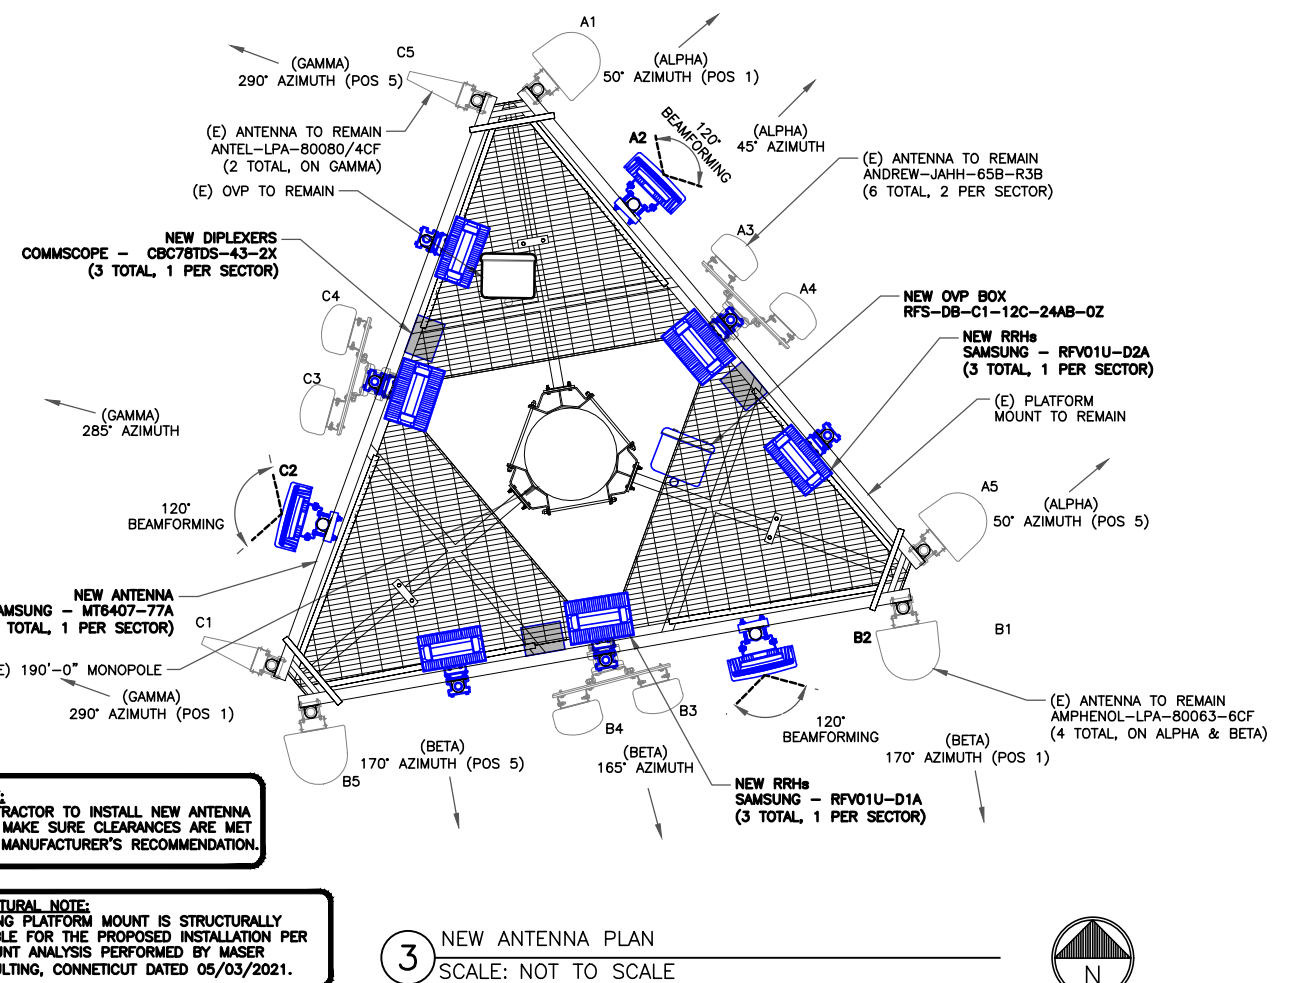 A1
C5
(GAMMA)
290° AZIMUTH (POS 5)
(ALPHA)
50° AZIMUTH (POS 1)
(E) ANTENNA TO REMAIN
ANTEL-LPA-80080/4CF
(2 TOTAL, ON GAMMA)
A2
120°
BEAMFORMING
(ALPHA)
45° AZIMUTH
(E) ANTENNA TO REMAIN
ANDREW-JAHH-65B-R3B
(6 TOTAL, 2 PER SECTOR)
(E) OVP TO REMAIN
NEW DIPLEXERS
COMMSCOPE - CBC78TDS-43-2X
(3 TOTAL, 1 PER SECTOR)
A3
A4
C4
C3
NEW OVP BOX
RFS-DB-C1-12C-24AB-0Z
NEW RRHs
SAMSUNG - RFV01U-D2A
(3 TOTAL, 1 PER SECTOR)
(E) PLATFORM
MOUNT TO REMAIN
(GAMMA)
285° AZIMUTH
C2
120°
BEAMFORMING
A5
(ALPHA)
50° AZIMUTH (POS 5)
NEW ANTENNA
AMSUNG - MT6407-77A
TOTAL, 1 PER SECTOR)
C1
E) 190'-0" MONOPOLE
(GAMMA)
290° AZIMUTH (POS 1)
B2
B1
(E) ANTENNA TO REMAIN
AMPHENOL-LPA-80063-6CF
(4 TOTAL, ON ALPHA & BETA)
B3
B4
B5
120°
BEAMFORMING
(BETA)
170° AZIMUTH (POS 5)
(BETA)
165° AZIMUTH
(BETA)
170° AZIMUTH (POS 1)
NEW RRHs
SAMSUNG - RFV01U-D1A
(3 TOTAL, 1 PER SECTOR)
RACTOR TO INSTALL NEW ANTENNA
MAKE SURE CLEARANCES ARE MET
MANUFACTURER'S RECOMMENDATION.
TURAL NOTE:
NG PLATFORM MOUNT IS STRUCTURALLY
BLE FOR THE PROPOSED INSTALLATION PER
UNT ANALYSIS PERFORMED BY MASER
ULTING, CONNETICUT DATED 05/03/2021.
3
NEW ANTENNA PLAN
SCALE: NOT TO SCALE
N